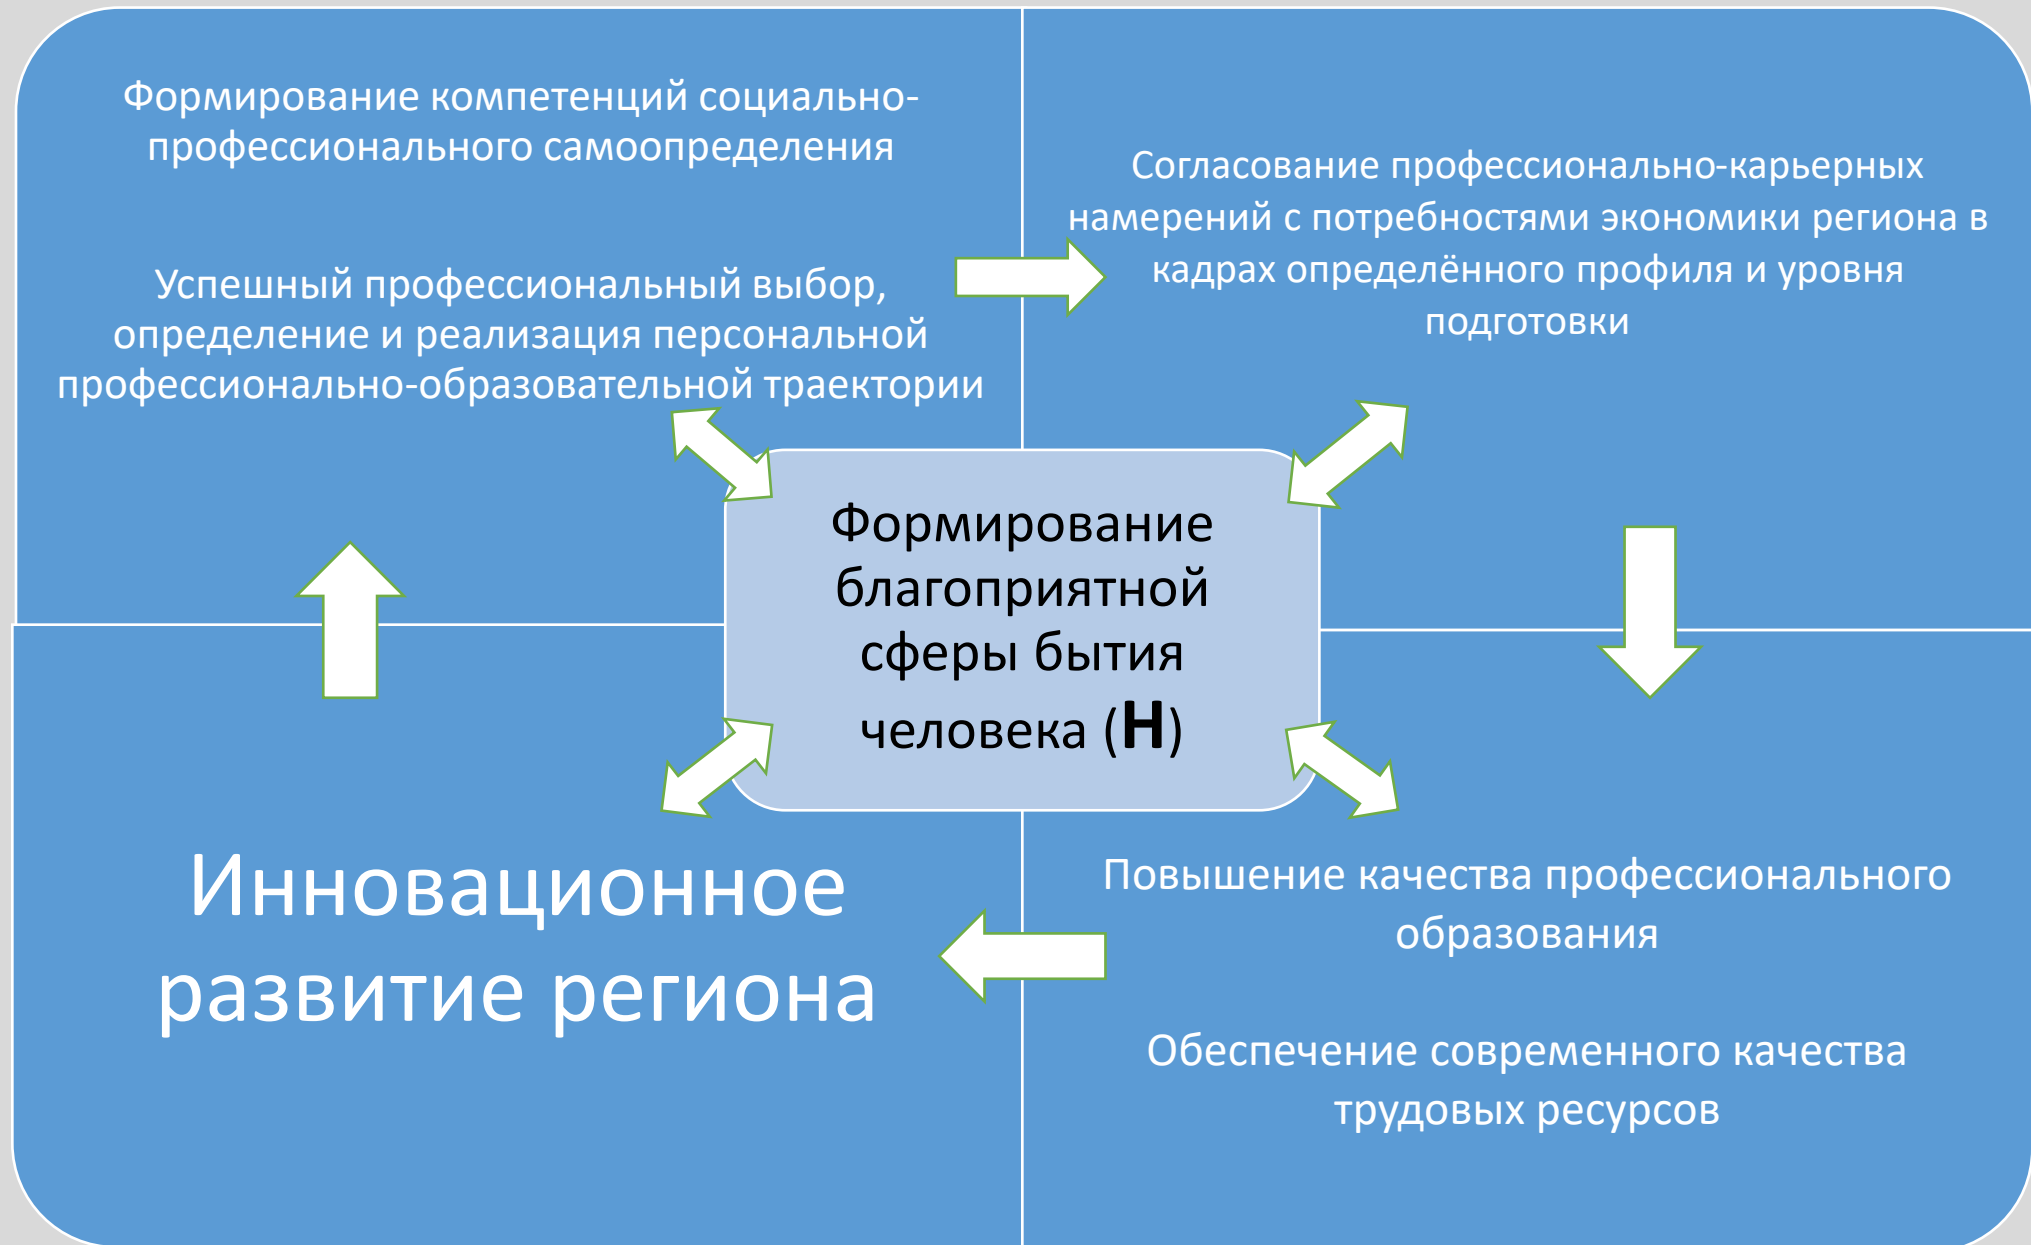 Формирование компетенций социально-
профессионального самоопределения
Успешный профессиональный выбор,
определение и реализация персональной
профессионально-образовательной траектории
Согласование профессионально-карьерных
намерений с потребностями экономики региона в
кадрах определённого профиля и уровня
подготовки
Формирование
благоприятной
сферы бытия
человека (Н)
Инновационное
развитие региона
Повышение качества профессионального
образования
Обеспечение современного качества
трудовых ресурсов